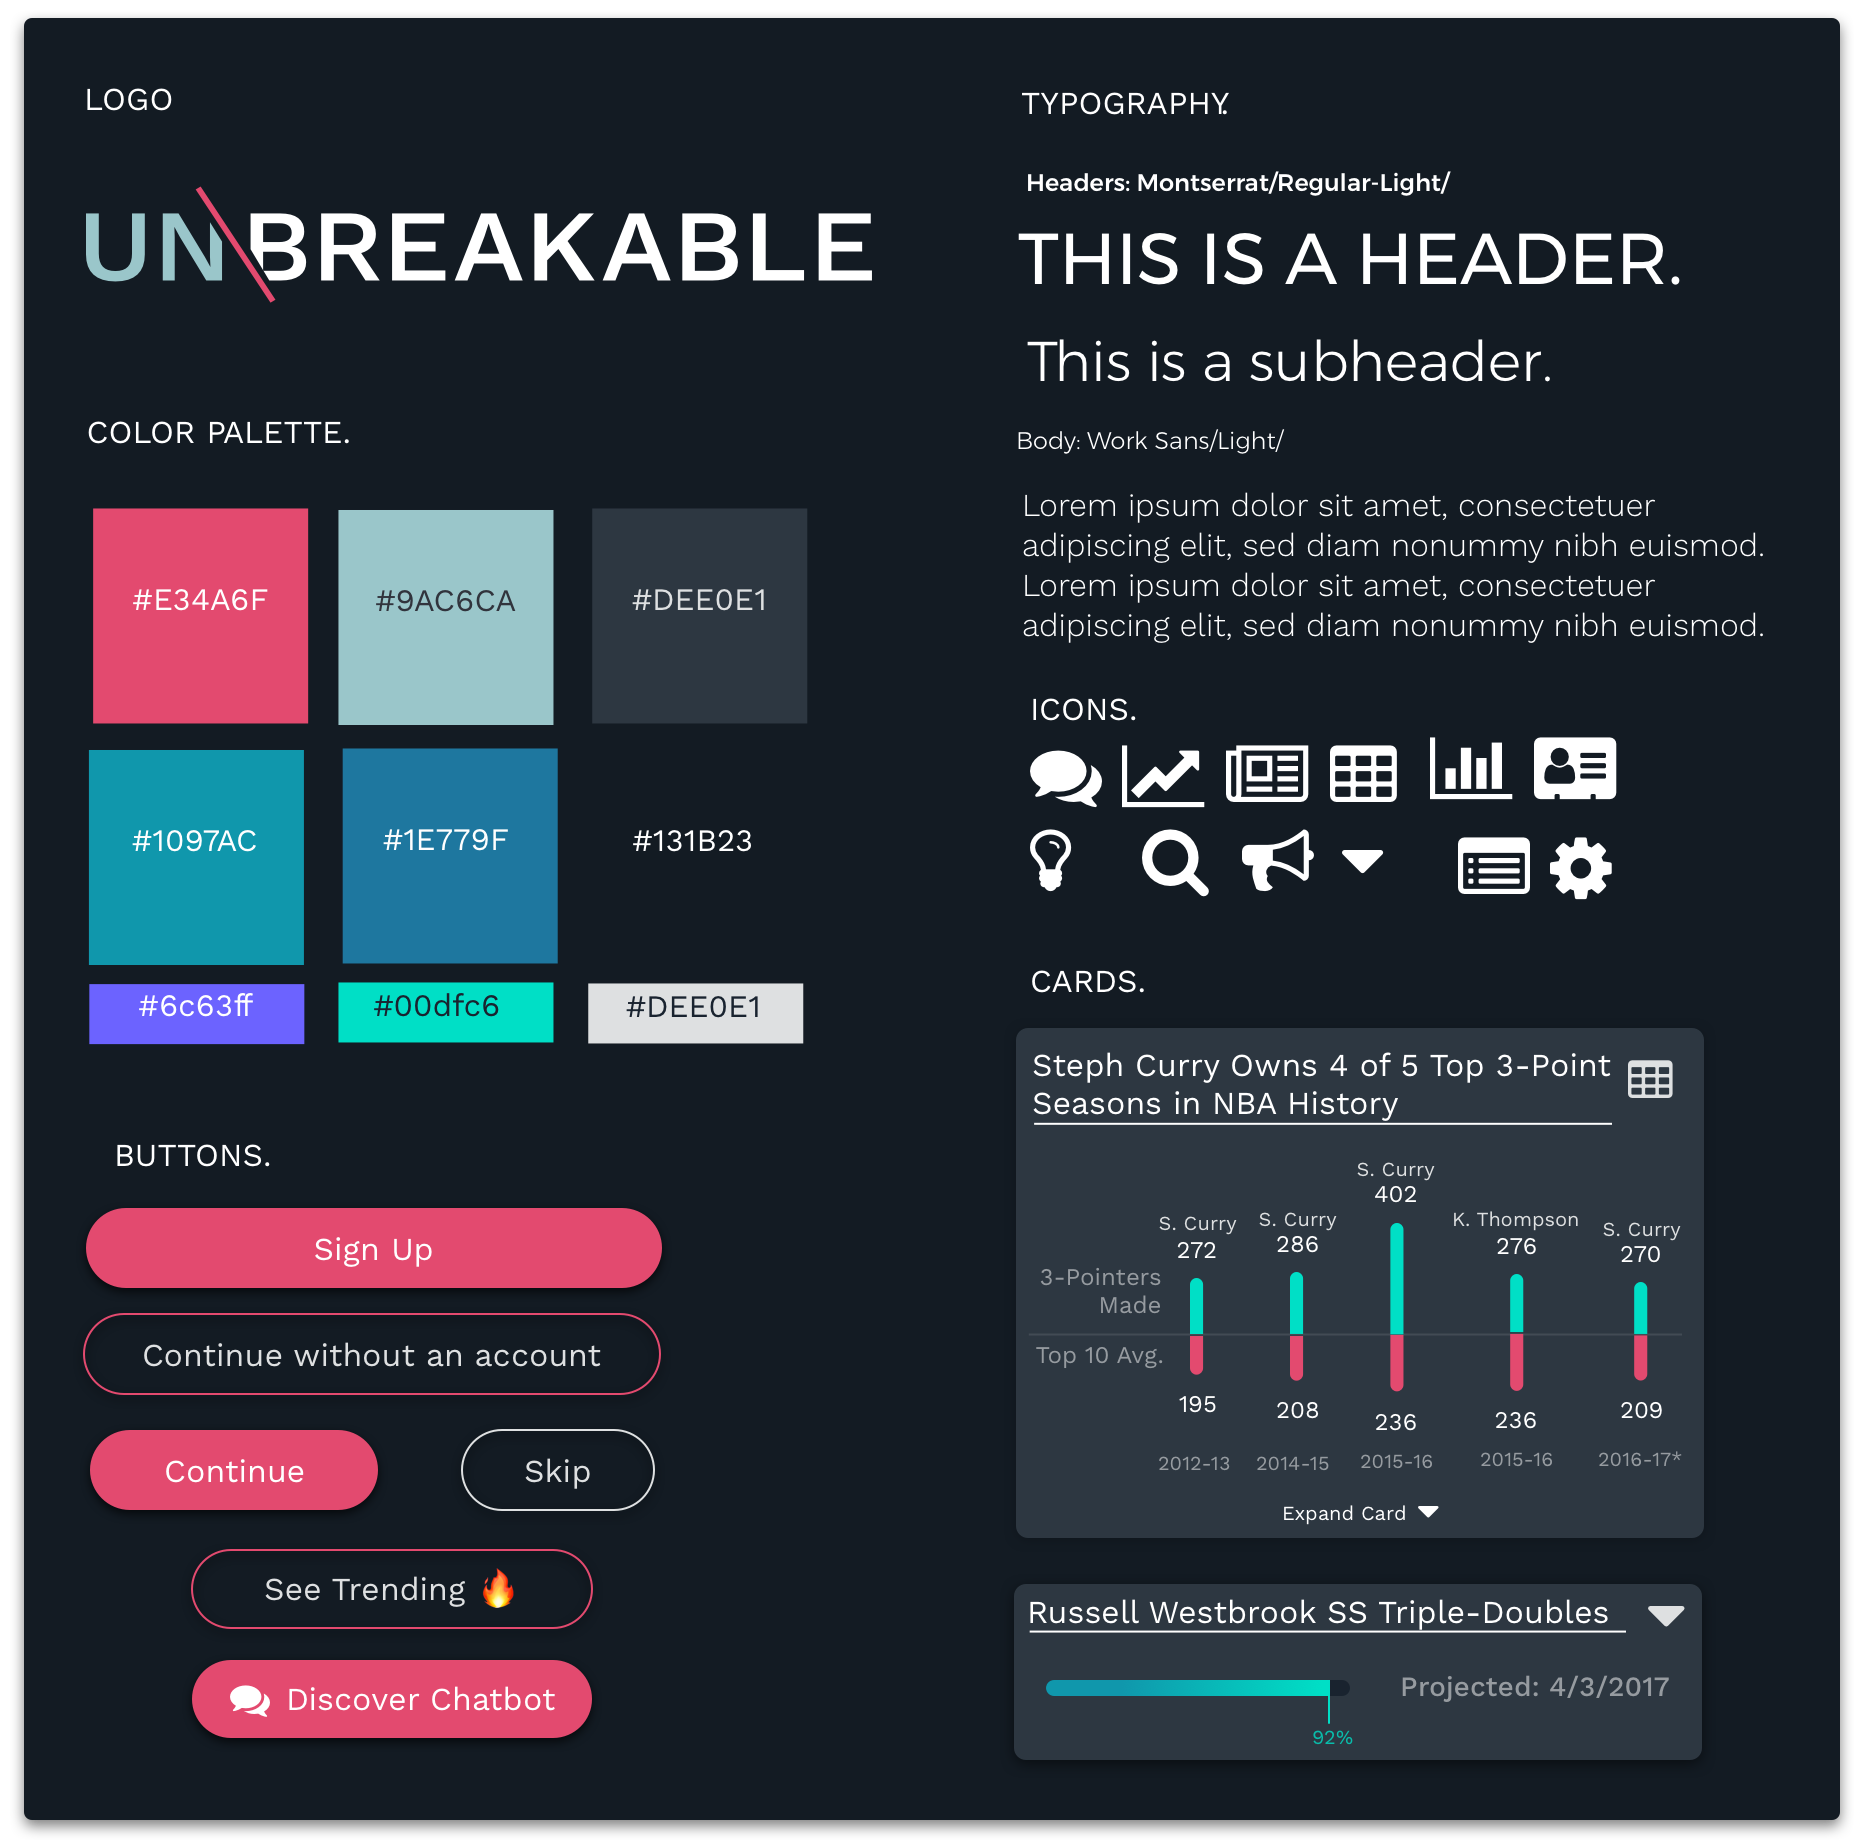 LOGO
UNBREAKABLE
COLOR PALETTE.
#E34A6F
#9AC6CA
#DEE0E1
#1097AC
#1E779F
#131B23
#6c63ff
#00dfc6
#DEE0E1
BUTTONS.
Sign Up
Continue without an account
Continue
Skip
See Trending 🔥
Discover Chatbot
TYPOGRAPHY.
Headers: Montserrat/Regular-Light/
THIS IS A HEADER.
This is a subheader.
Body: Work Sans/Light/
Lorem ipsum dolor sit amet, consectetuer
adipiscing elit, sed diam nonummy nibh euismod.
Lorem ipsum dolor sit amet, consectetuer
adipiscing elit, sed diam nonummy nibh euismod.
ICONS.
CARDS.
Steph Curry Owns 4 of 5 Top 3-Point
Seasons in NBA History
S. Curry
272
S. Curry
286
S. Curry
402
K. Thompson
276
S. Curry
270
3-Pointers
Made
Top 10 Avg.
195
208
236
236
209
2012-13
2014-15
2015-16
2015-16
2016-17*
Expand Card
Russell Westbrook SS Triple-Doubles
Projected: 4/3/2017
92%